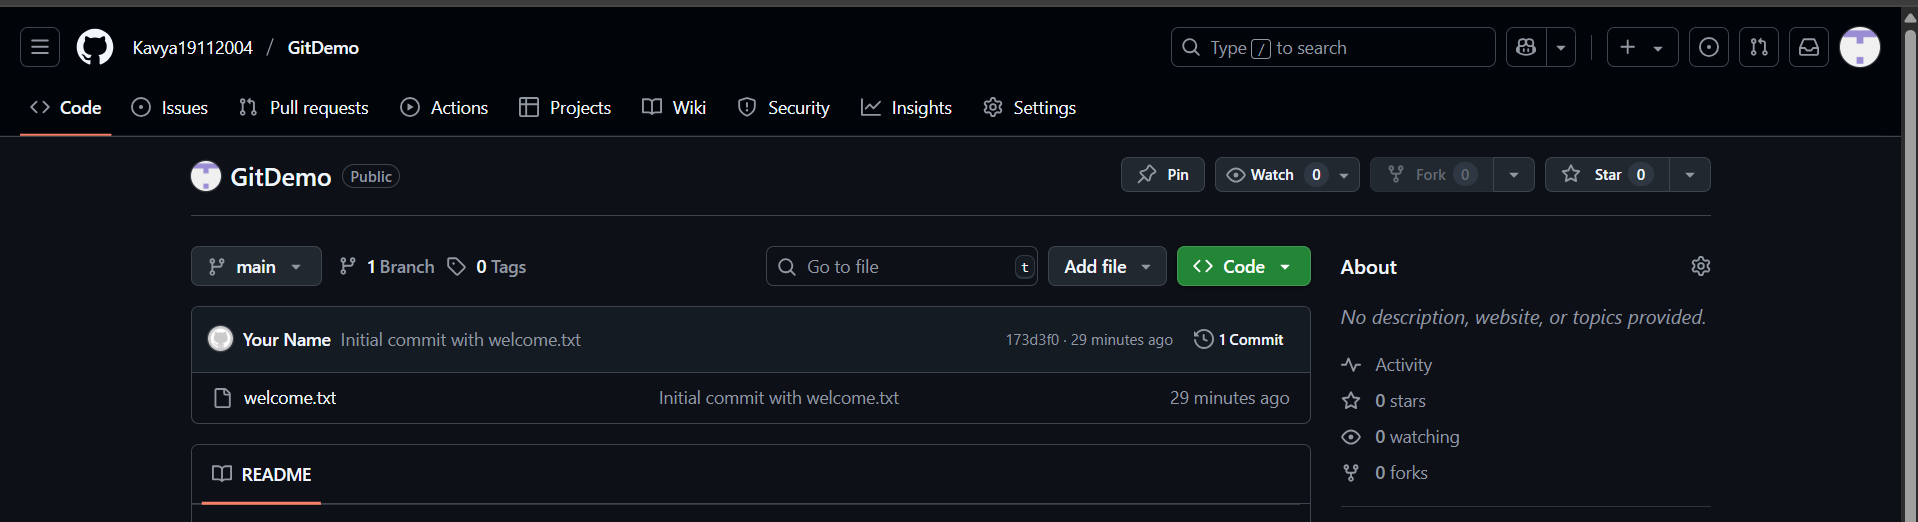 Kavya19112004 / GitDemo
Type / to search
Code Issues Pull requests Actions Projects Wiki Security Insights Settings
GitDemo Public
Pin Watch 0 Fork 0 Star 0
main 1 Branch 0 Tags
Go to file t Add file Code
Your Name Initial commit with welcome.txt 173d3f0 · 29 minutes ago 1 Commit
welcome.txt Initial commit with welcome.txt 29 minutes ago
README
About
No description, website, or topics provided.
Activity
0 stars
0 watching
0 forks